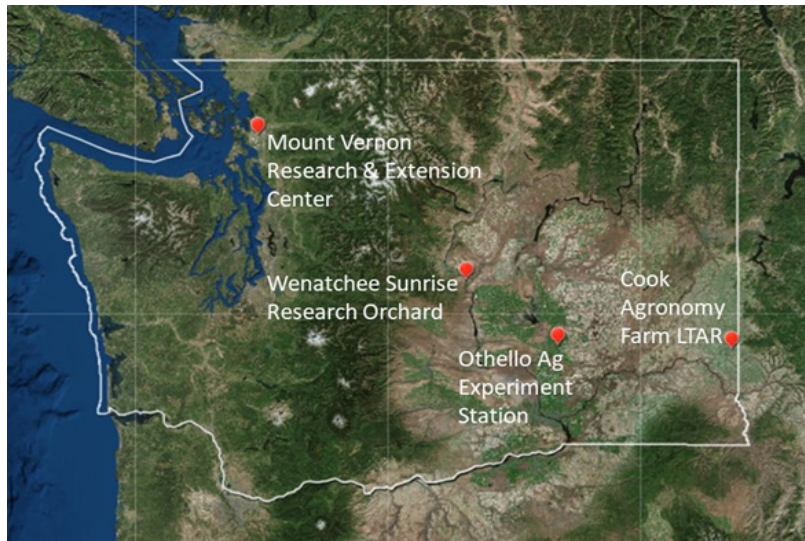 Mount Vernon
Research & Extension
Center
Wenatchee Sunrise
Research Orchard
Cook
Agronomy
Farm LTAR
Othello Ag
Experiment
Station